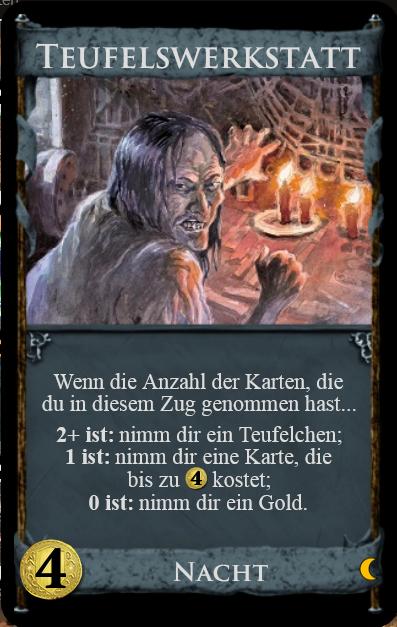 TEUFELSWERKSTATT
Wenn die Anzahl der Karten, die
du in diesem Zug genommen hast...
2+ ist: nimm dir ein Teufelchen;
1 ist: nimm dir eine Karte, die
bis zu 4 kostet;
0 ist: nimm dir ein Gold.
4
NACHT